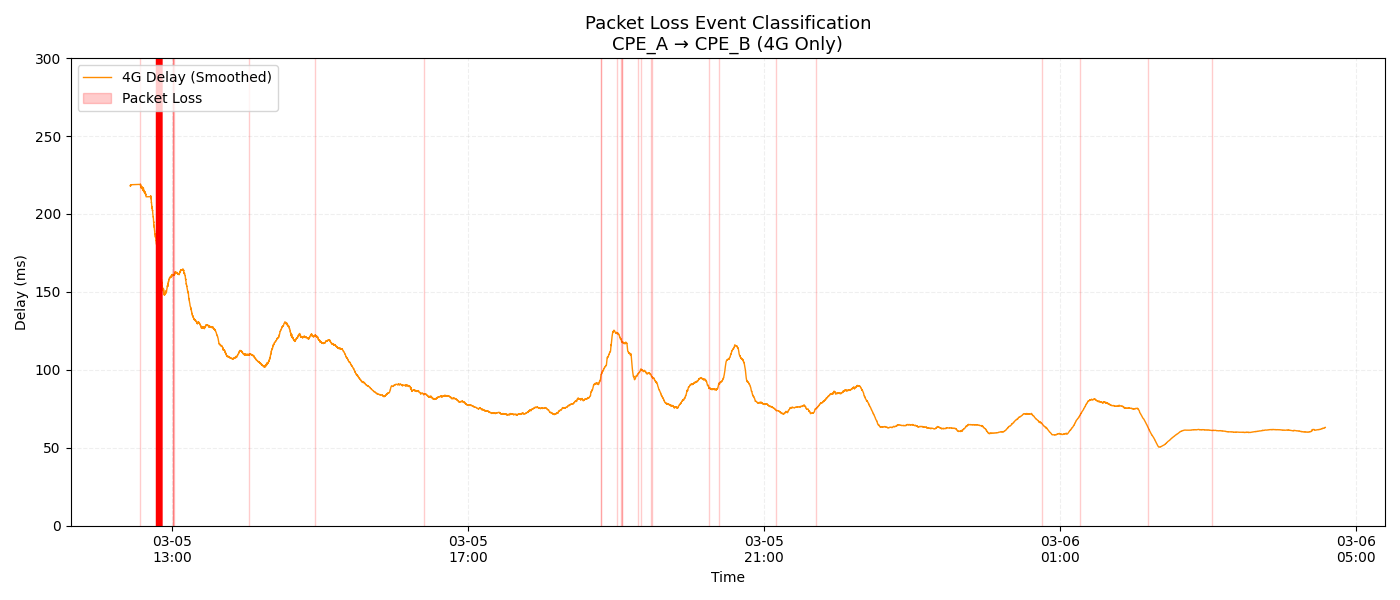 Packet Loss Event Classification
CPE_A → CPE_B (4G Only)
4G Delay (Smoothed)
Packet Loss
Delay (ms)
300
250
200
150
100
50
0
03-05
13:00
03-05
17:00
03-05
21:00
03-06
01:00
03-06
05:00
Time